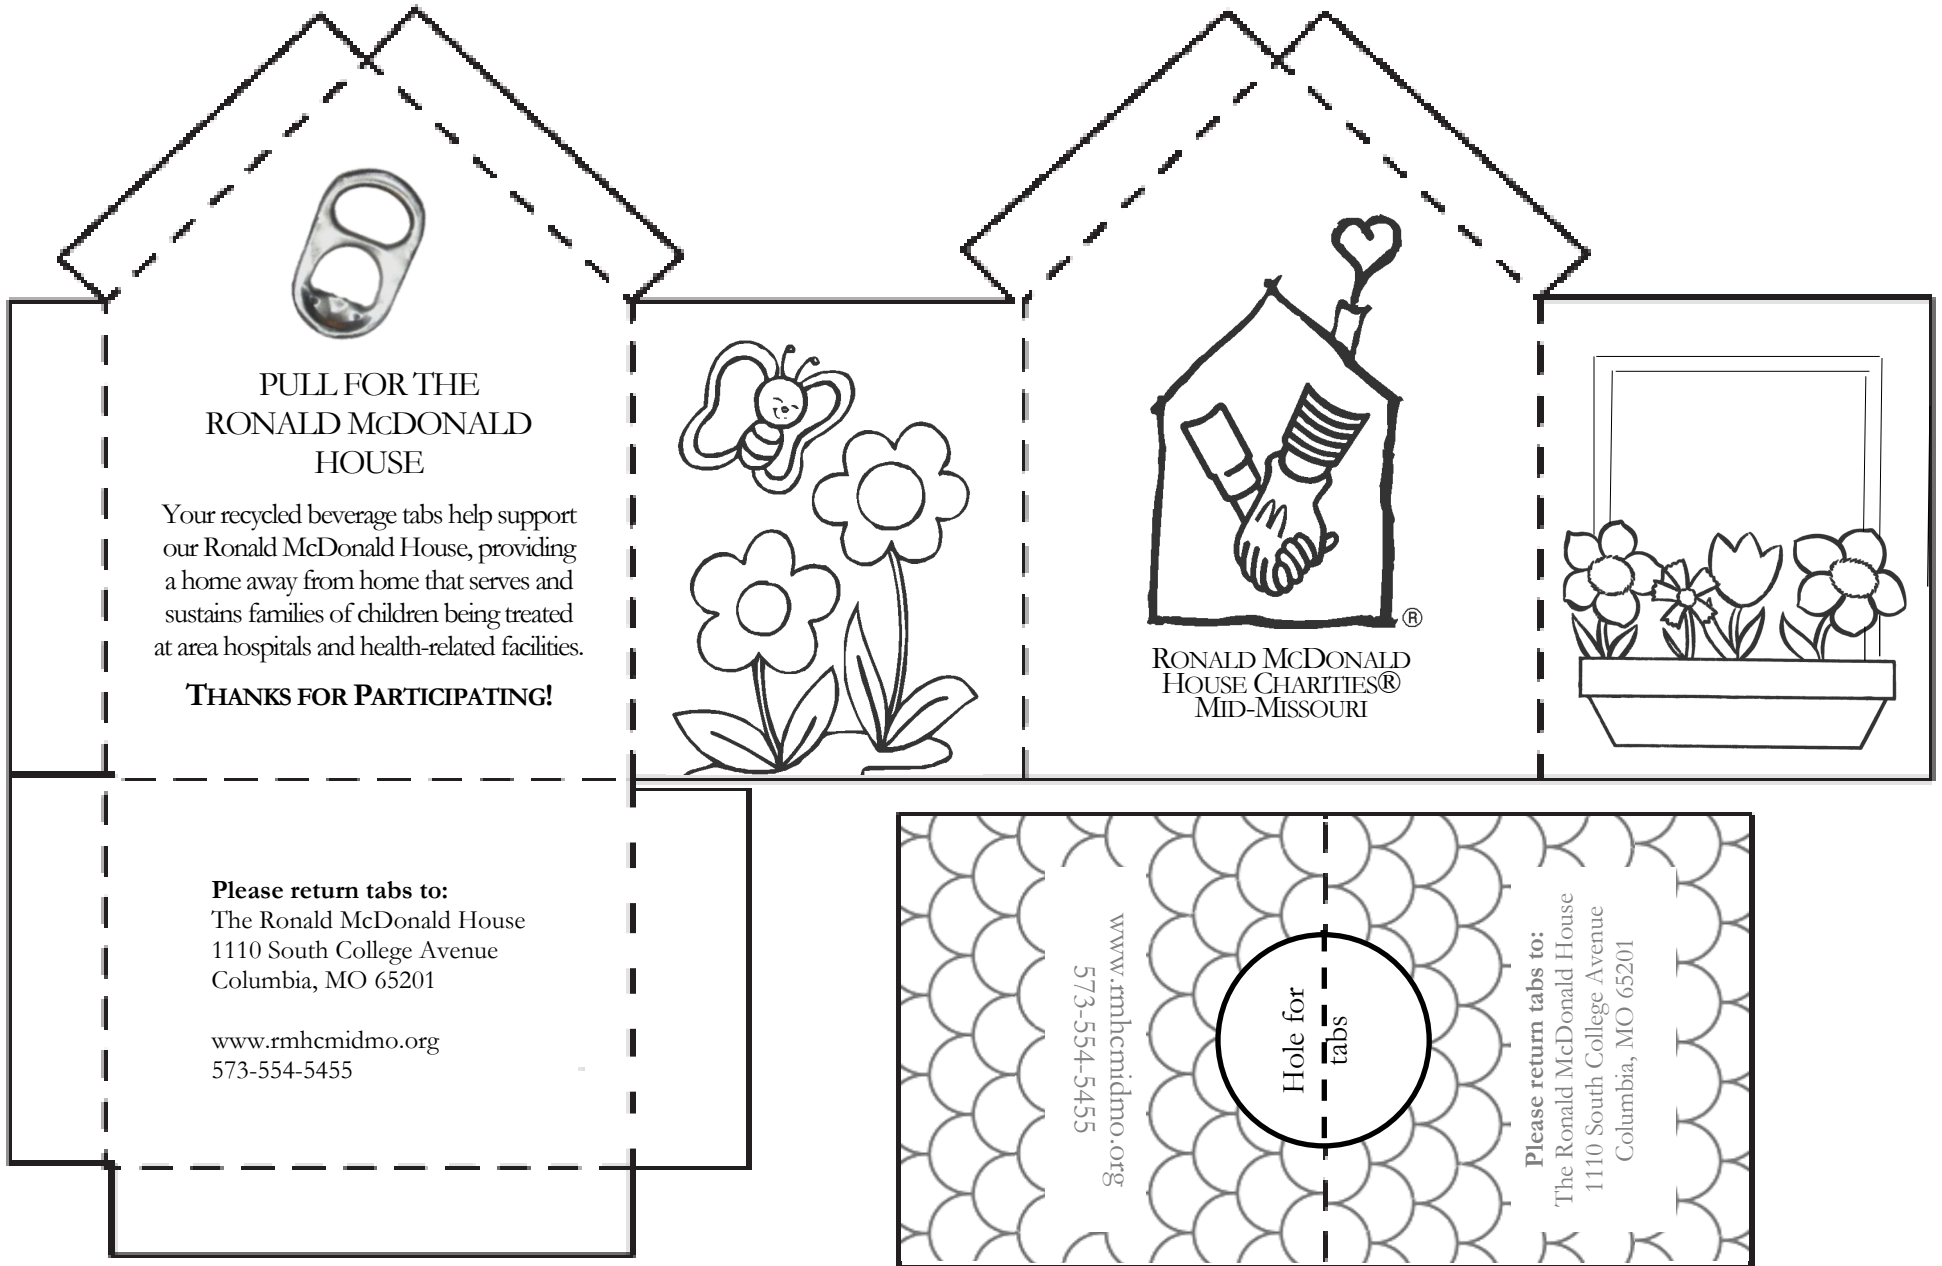 PULL FOR THE
RONALD McDONALD
HOUSE
Your recycled beverage tabs help support
our Ronald McDonald House, providing
a home away from home that serves and
sustains families of children being treated
at area hospitals and health-related facilities.
THANKS FOR PARTICIPATING!
®
RONALD MCDONALD
HOUSE CHARITIES®
MID-MISSOURI
Please return tabs to:
The Ronald McDonald House
1110 South College Avenue
Columbia, MO 65201
www.rmhcmidmo.org
573-554-5455
www.rmhcmidmo.org
573-554-5455
Hole for
tabs
Please return tabs to:
The Ronald McDonald House
1110 South College Avenue
Columbia, MO 65201